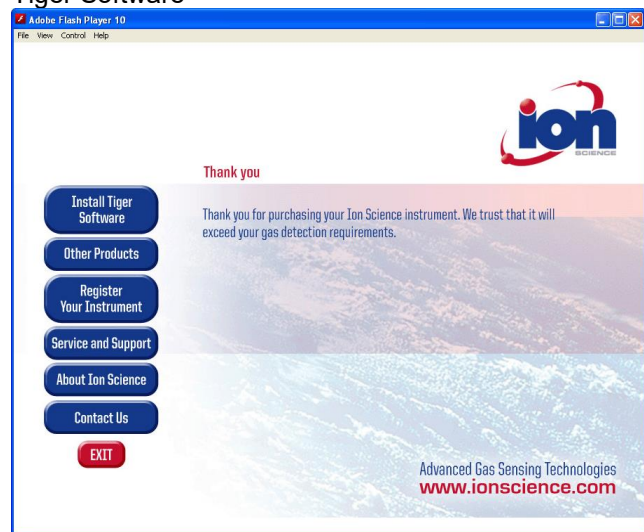 Tiger Software
Adobe Flash Player 10
File View Control Help
ion
SCIENCE
Thank you
Install Tiger
Software
Thank you for purchasing your Ion Science instrument. We trust that it will
exceed your gas detection requirements.
Other Products
Register
Your Instrument
Service and Support
About Ion Science
Contact Us
EXIT
Advanced Gas Sensing Technologies
www.ionscience.com